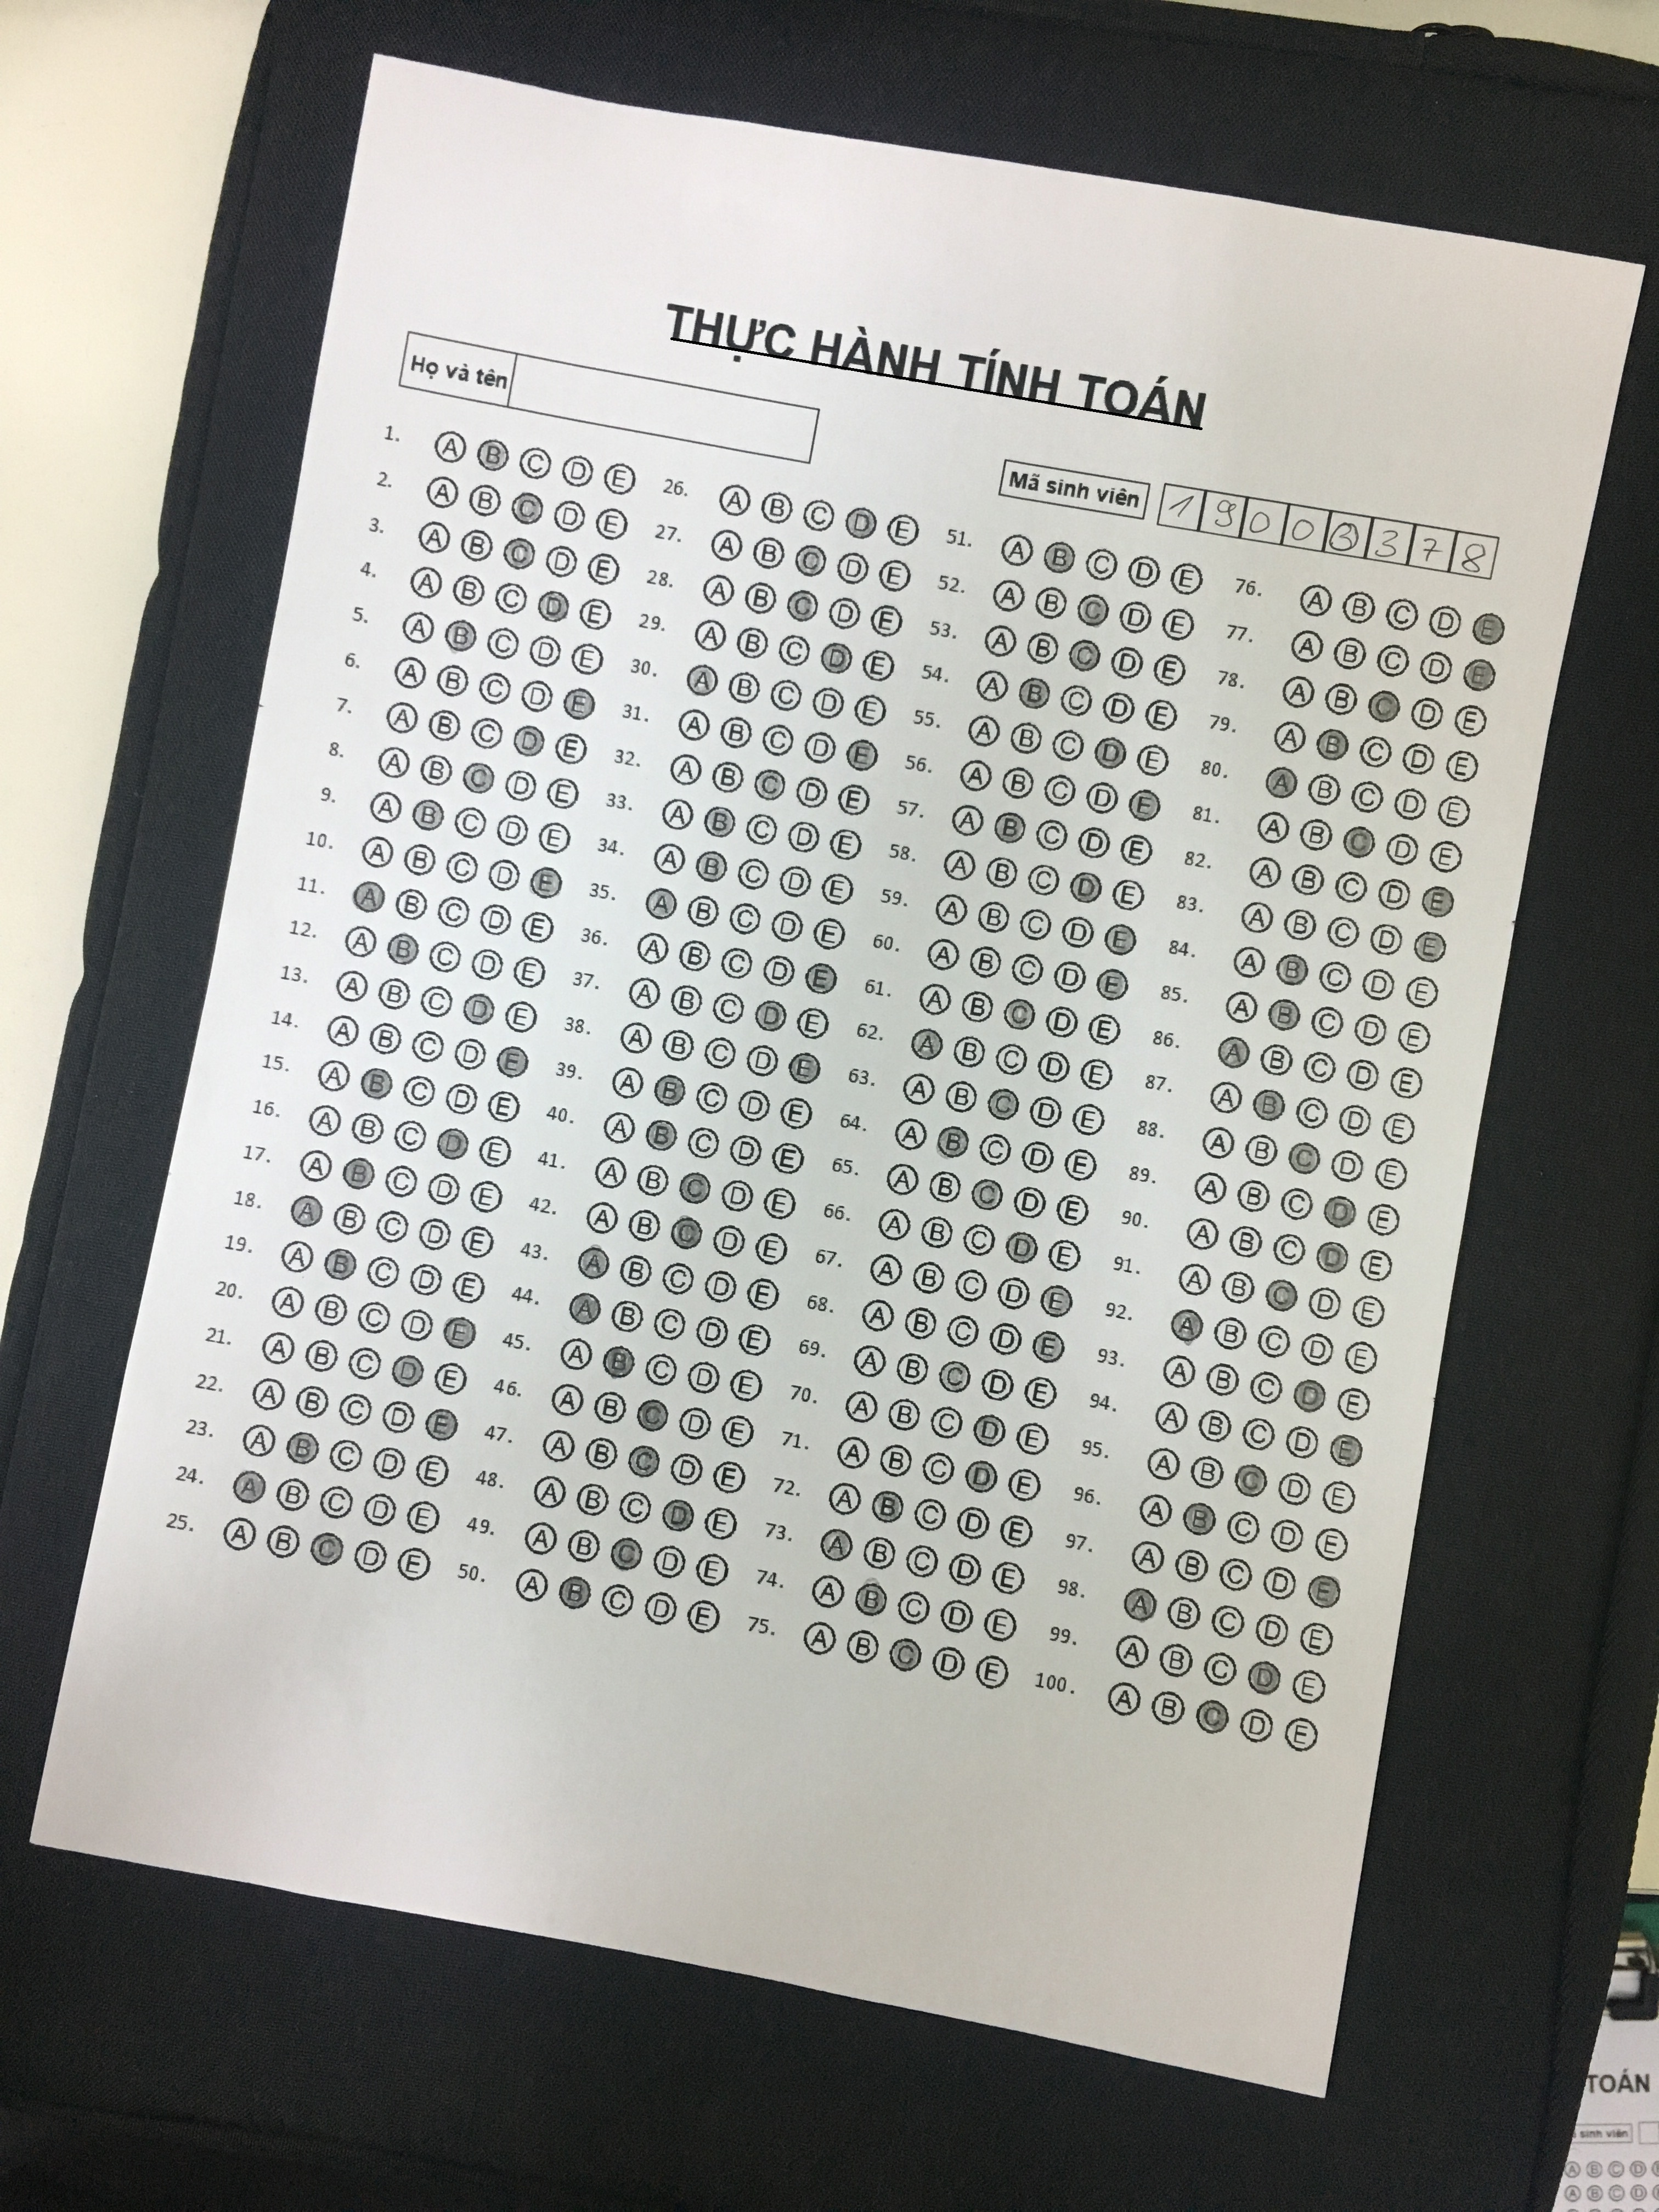 THỰC HÀNH TÍNH TOÁN
Họ và tên
Mã sinh viên 1 9 0 0 3 3 7 8
1. A B C D E
2. A B C D E
3. A B C D E
4. A B C D E
5. A B C D E
6. A B C D E
7. A B C D E
8. A B C D E
9. A B C D E
10. A B C D E
11. A B C D E
12. A B C D E
13. A B C D E
14. A B C D E
15. A B C D E
16. A B C D E
17. A B C D E
18. A B C D E
19. A B C D E
20. A B C D E
21. A B C D E
22. A B C D E
23. A B C D E
24. A B C D E
25. A B C D E
26. A B C D E
27. A B C D E
28. A B C D E
29. A B C D E
30. A B C D E
31. A B C D E
32. A B C D E
33. A B C D E
34. A B C D E
35. A B C D E
36. A B C D E
37. A B C D E
38. A B C D E
39. A B C D E
40. A B C D E
41. A B C D E
42. A B C D E
43. A B C D E
44. A B C D E
45. A B C D E
46. A B C D E
47. A B C D E
48. A B C D E
49. A B C D E
50. A B C D E
51. A B C D E
52. A B C D E
53. A B C D E
54. A B C D E
55. A B C D E
56. A B C D E
57. A B C D E
58. A B C D E
59. A B C D E
60. A B C D E
61. A B C D E
62. A B C D E
63. A B C D E
64. A B C D E
65. A B C D E
66. A B C D E
67. A B C D E
68. A B C D E
69. A B C D E
70. A B C D E
71. A B C D E
72. A B C D E
73. A B C D E
74. A B C D E
75. A B C D E
76. A B C D E
77. A B C D E
78. A B C D E
79. A B C D E
80. A B C D E
81. A B C D E
82. A B C D E
83. A B C D E
84. A B C D E
85. A B C D E
86. A B C D E
87. A B C D E
88. A B C D E
89. A B C D E
90. A B C D E
91. A B C D E
92. A B C D E
93. A B C D E
94. A B C D E
95. A B C D E
96. A B C D E
97. A B C D E
98. A B C D E
99. A B C D E
100. A B C D E
TOÁN
sinh viên
A B C D
A B C D